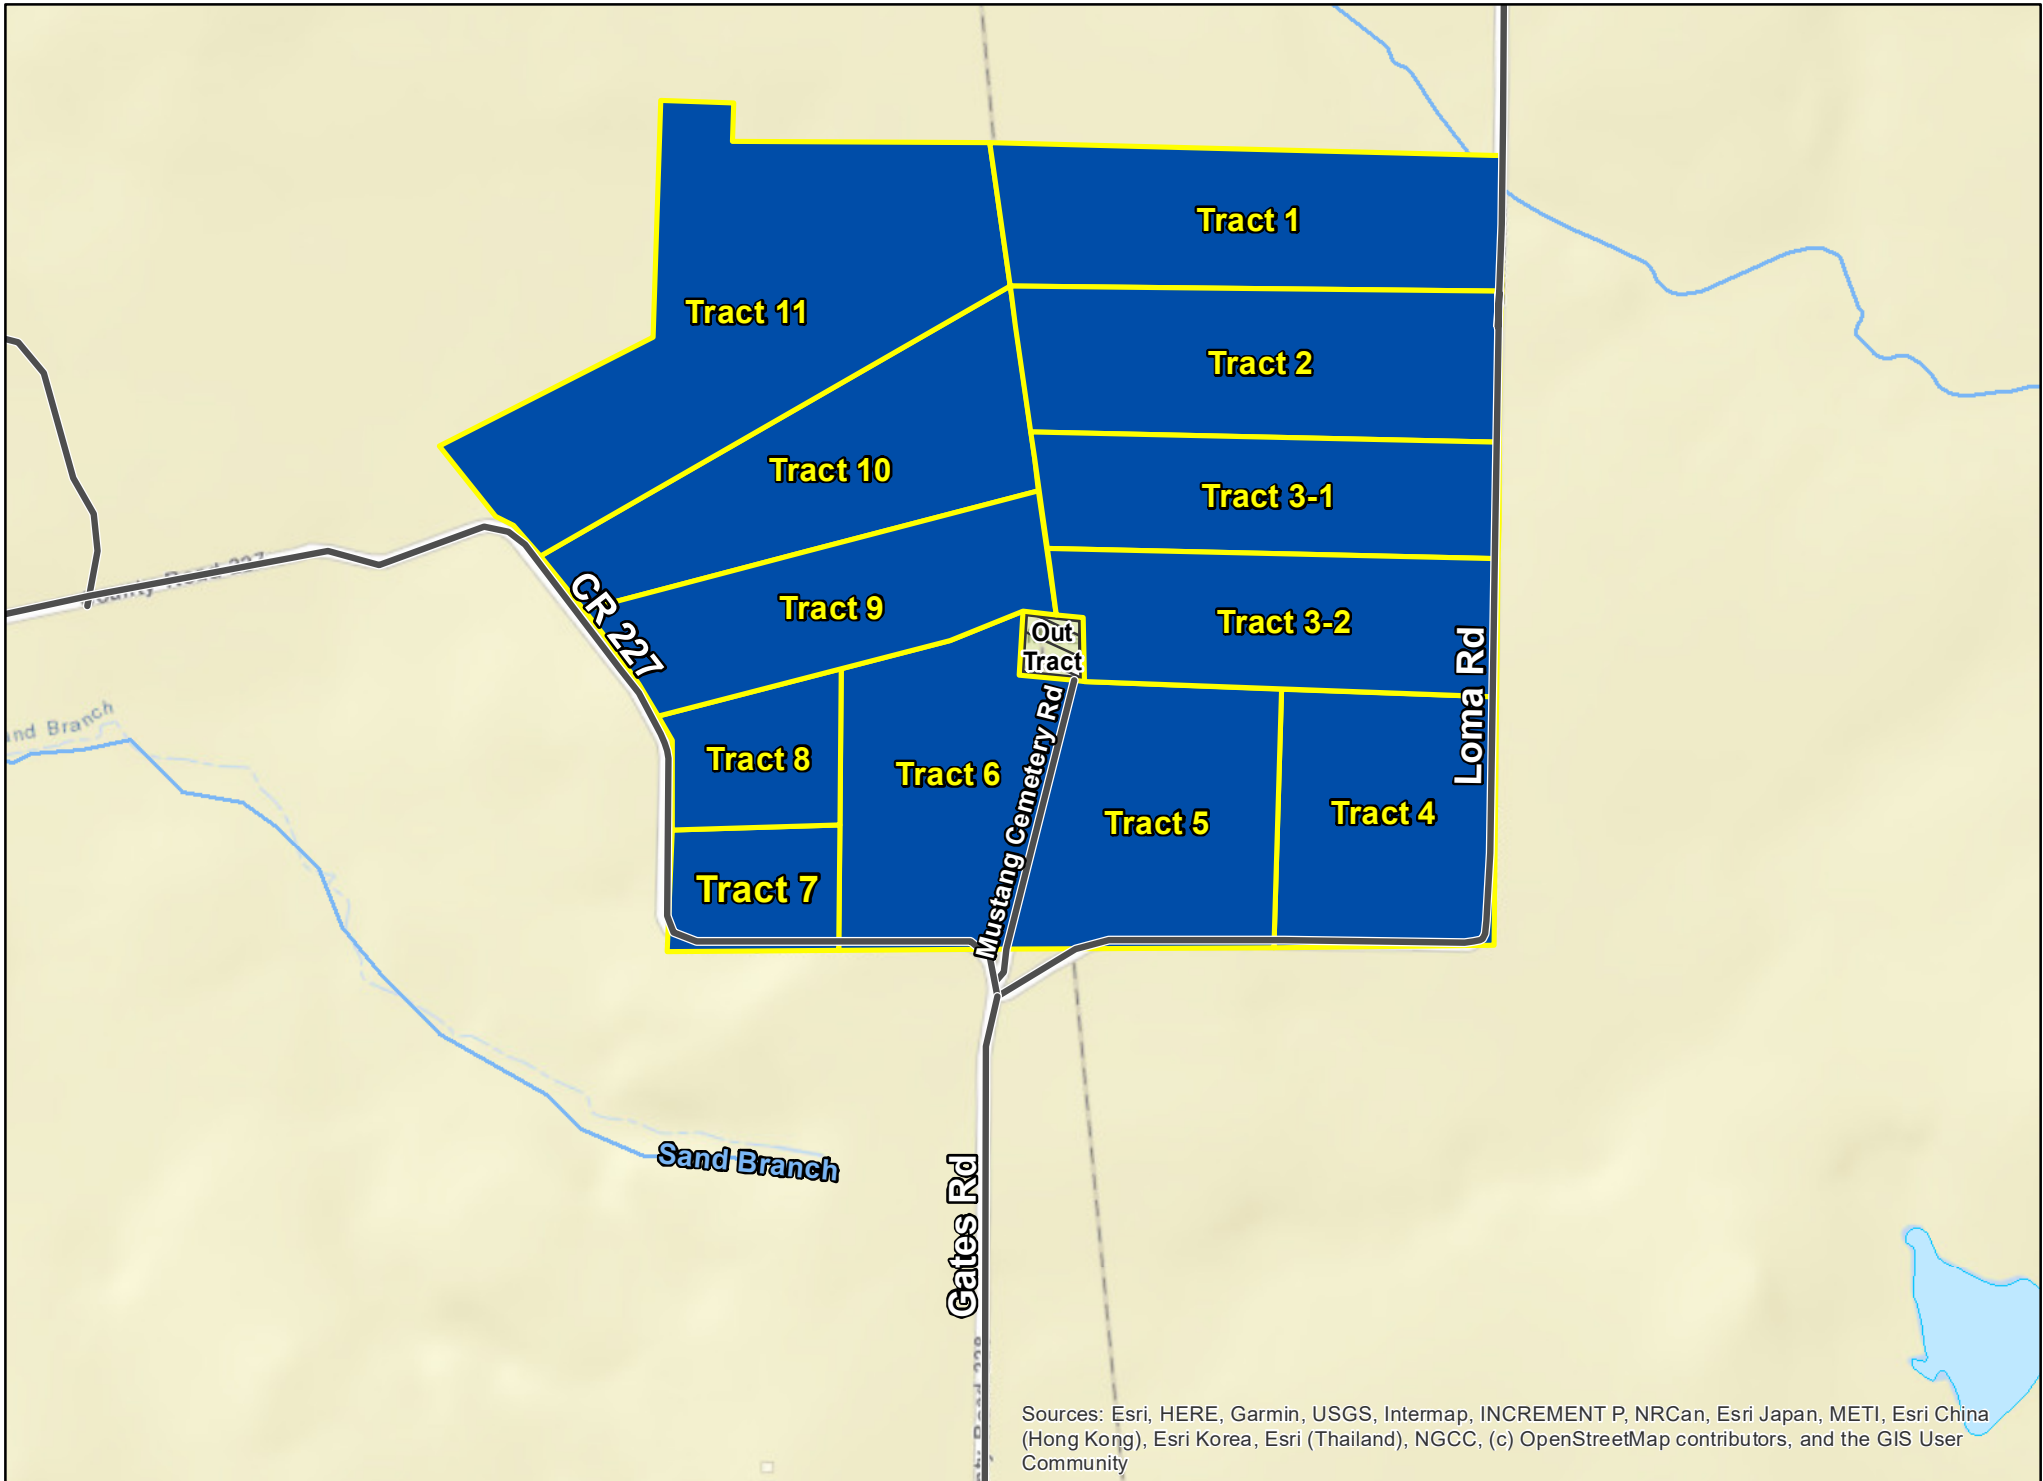 Tract 1
Tract 11
Tract 2
Tract 10
Tract 3-1
CR 227
Tract 9
Out
Tract
Tract 3-2
Loma Rd
Branch
Tract 8
Tract 6
Mustang Cemetery Rd
Tract 5
Tract 4
Tract 7
Sand Branch
Gates Rd
Sources: Esri, HERE, Garmin, USGS, Intermap, INCREMENT P, NRCan, Esri Japan, METI, Esri China
(Hong Kong), Esri Korea, Esri (Thailand), NGCC, (c) OpenStreetMap contributors, and the GIS User
Community